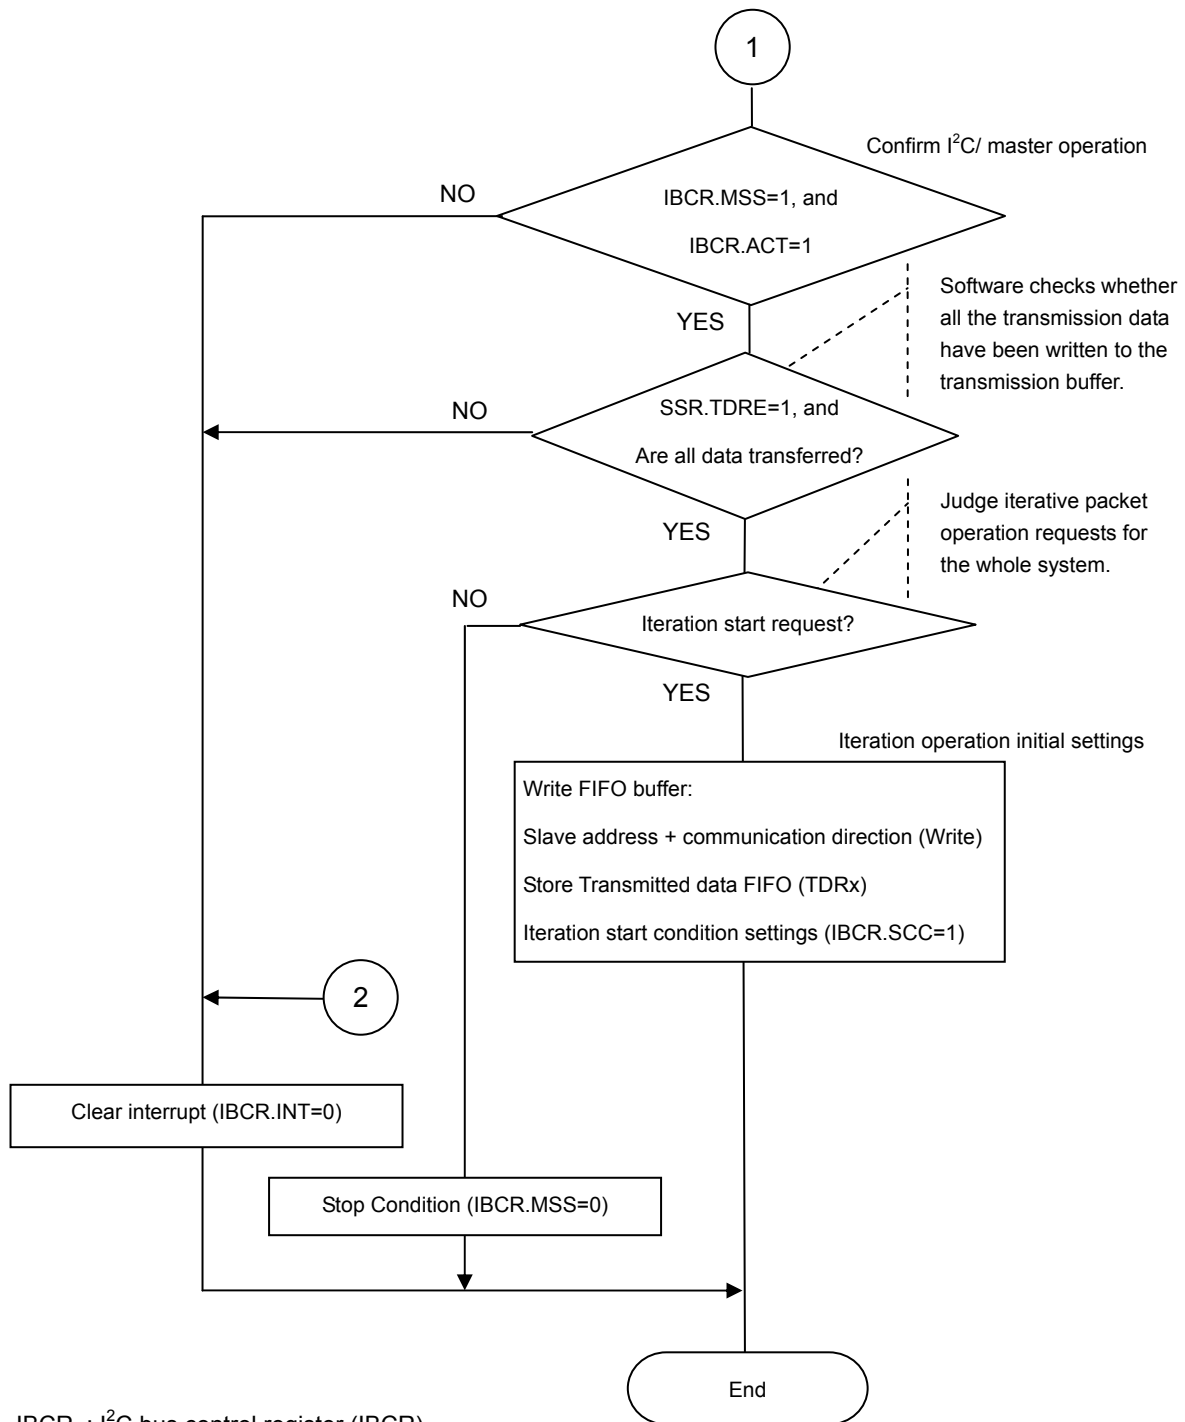 1
Confirm I²C/ master operation
NO
IBCR.MSS=1, and
IBCR.ACT=1
YES
Software checks whether
all the transmission data
have been written to the
transmission buffer.
NO
SSR.TDRE=1, and
Are all data transferred?
YES
Judge iterative packet
operation requests for
the whole system.
NO
Iteration start request?
YES
Iteration operation initial settings
Write FIFO buffer:
Slave address + communication direction (Write)
Store Transmitted data FIFO (TDRx)
Iteration start condition settings (IBCR.SCC=1)
2
Clear interrupt (IBCR.INT=0)
Stop Condition (IBCR.MSS=0)
End
IBCR : I²C bus control register (IBCR)